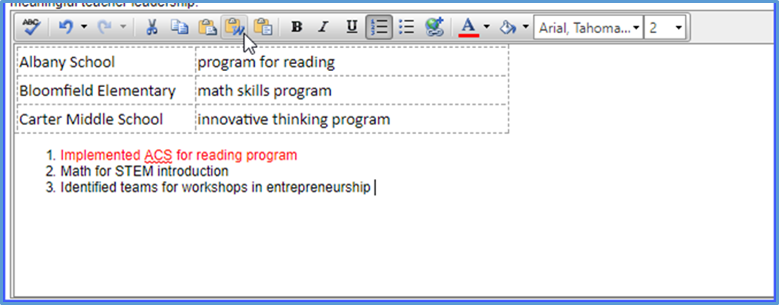 meaningful teacher leadership.
ABC B I U A Arial, Tahoma... 2
Albany School program for reading
Bloomfield Elementary math skills program
Carter Middle School innovative thinking program
1. Implemented ACS for reading program
2. Math for STEM introduction
3. Identified teams for workshops in entrepreneurship